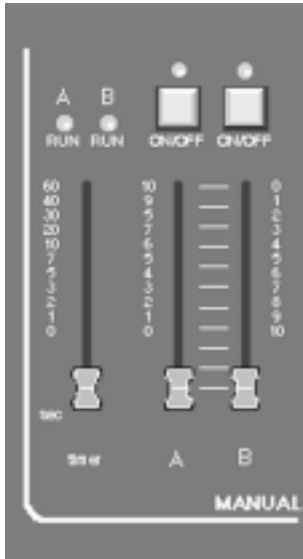 A B
RUN RUN ON/OFF ON/OFF
60 10 0
40 9 1
30 5 2
20 7 3
10 6 4
7 5 5
5 4 6
3 3 7
2 2 8
1 1 9
0 0 10
sec
timer A B
MANUAL